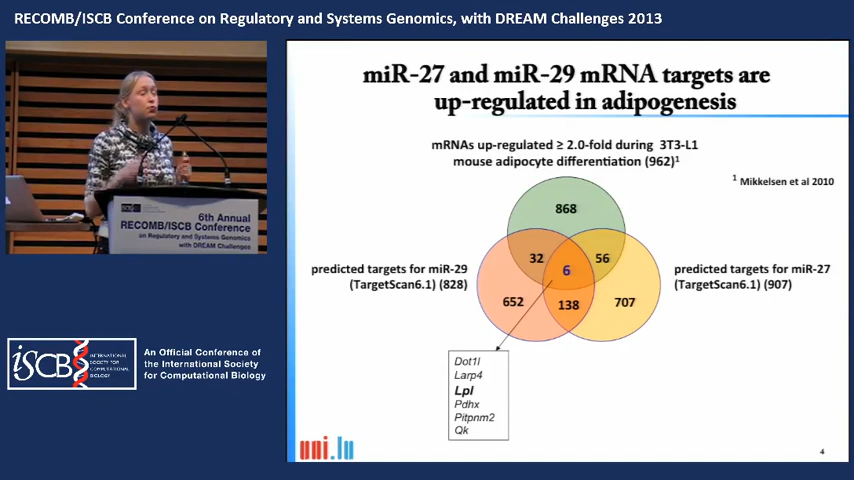 RECOMB/ISCB Conference on Regulatory and Systems Genomics, with DREAM Challenges 2013
6th Annual
RECOMB/ISCB Conference
on Regulatory and Systems Genomics
with DREAM Challenges
iSCB
INTERNATIONAL
SOCIETY FOR
COMPUTATIONAL
BIOLOGY
An Official Conference of
the International Society
for Computational Biology
miR-27 and miR-29 mRNA targets are
up-regulated in adipogenesis
mRNAs up-regulated ≥ 2.0-fold during 3T3-L1
mouse adipocyte differentiation (962)¹
¹ Mikkelsen et al 2010
868
32
6
56
predicted targets for miR-29
(TargetScan6.1) (828)
predicted targets for miR-27
(TargetScan6.1) (907)
652
138
707
Dot1l
Larp4
Lpl
Pdhx
Pitpnm2
Qk
uni.lu
4